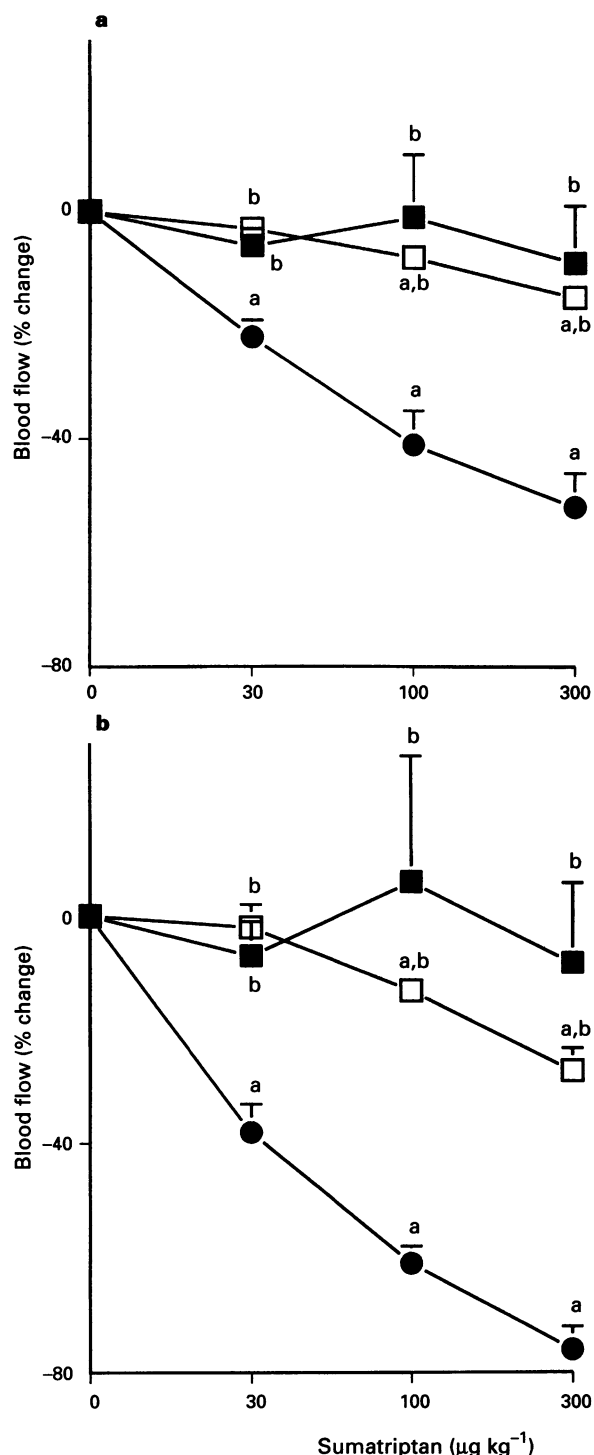 a
b
b
b
0
b
a
a,b
a,b
a
a
Blood flow (% change)
–40
–80
0
30
100
300
b
b
b
b
0
b
a,b
a,b
a
Blood flow (% change)
–40
a
a
–80
0
30
100
300
Sumatriptan (μg kg⁻¹)